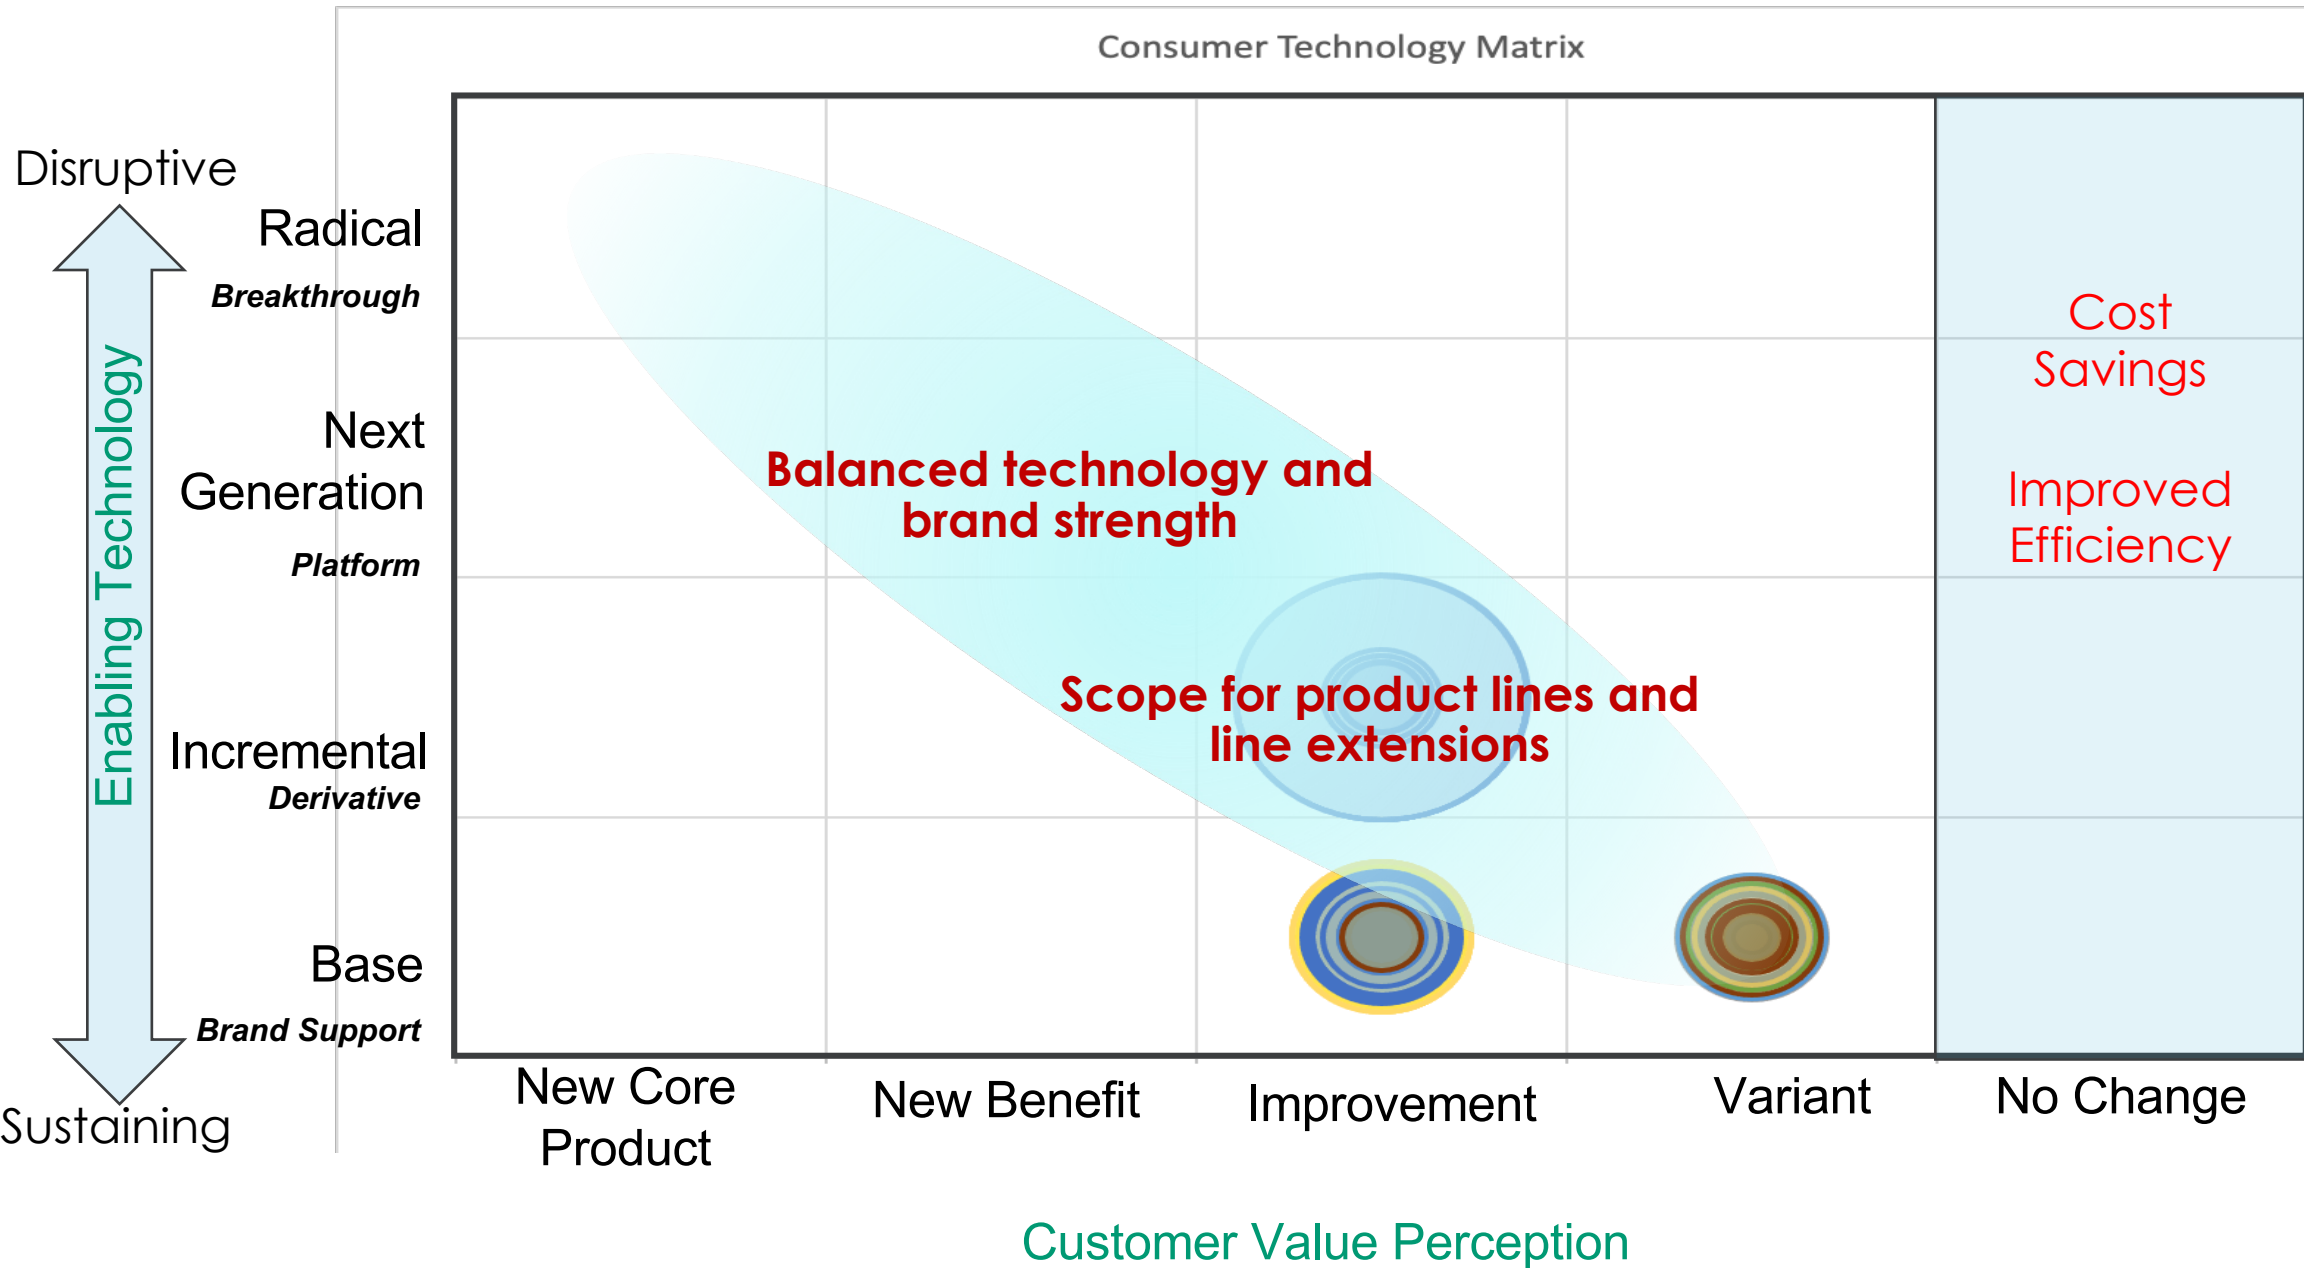 Consumer Technology Matrix
Disruptive
Radical
Breakthrough
Cost
Savings
Enabling Technology
Next
Generation
Platform
Balanced technology and
brand strength
Improved
Efficiency
Scope for product lines and
line extensions
Incremental
Derivative
Base
Brand Support
Sustaining
New Core
Product
New Benefit
Improvement
Variant
No Change
Customer Value Perception